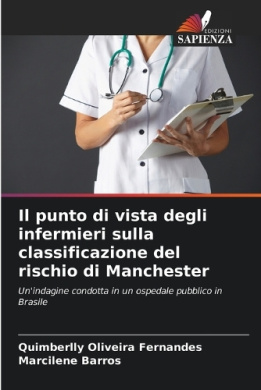 EDIZIONI
SAPIENZA
Il punto di vista degli
infermieri sulla
classificazione del
rischio di Manchester
Un'indagine condotta in un ospedale pubblico in
Brasile
Quimberlly Oliveira Fernandes
Marcilene Barros